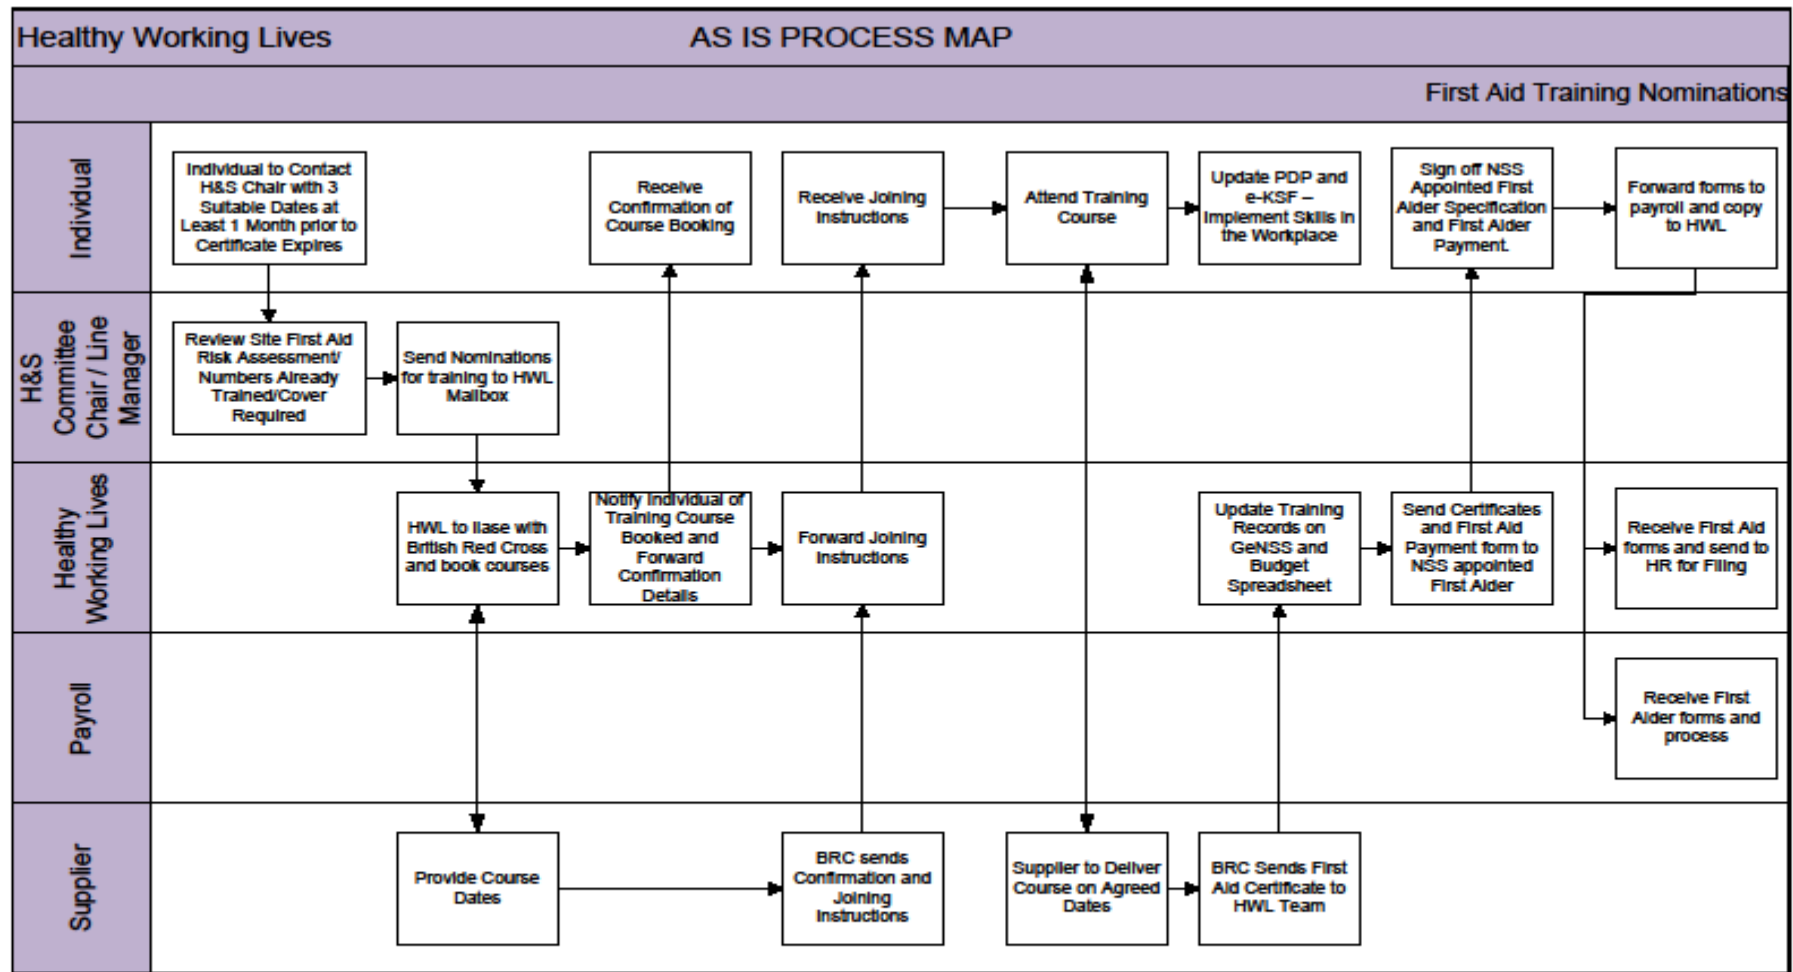 Healthy Working Lives
AS IS PROCESS MAP
First Aid Training Nominations
Individual
Individual to Contact
H&S Chair with 3
Suitable Dates at
Least 1 Month prior to
Certificate Expires
Receive
Confirmation of
Course Booking
Receive Joining
Instructions
Attend Training
Course
Update PDP and
e-KSF –
Implement Skills in
the Workplace
Sign off NSS
Appointed First
Aider Specification
and First Aider
Payment.
Forward forms to
payroll and copy
to HWL
H&S
Committee
Chair / Line
Manager
Review Site First Aid
Risk Assessment/
Numbers Already
Trained/Cover
Required
Send Nominations
for training to HWL
Mailbox
Healthy
Working Lives
HWL to liase with
British Red Cross
and book courses
Notify Individual of
Training Course
Booked and
Forward
Confirmation
Details
Forward Joining
Instructions
Update Training
Records on
GeNSS and
Budget
Spreadsheet
Send Certificates
and First Aid
Payment form to
NSS appointed
First Aider
Receive First Aid
forms and send to
HR for Filing
Payroll
Receive First
Aider forms and
process
Supplier
Provide Course
Dates
BRC sends
Confirmation and
Joining
Instructions
Supplier to Deliver
Course on Agreed
Dates
BRC Sends First
Aid Certificate to
HWL Team